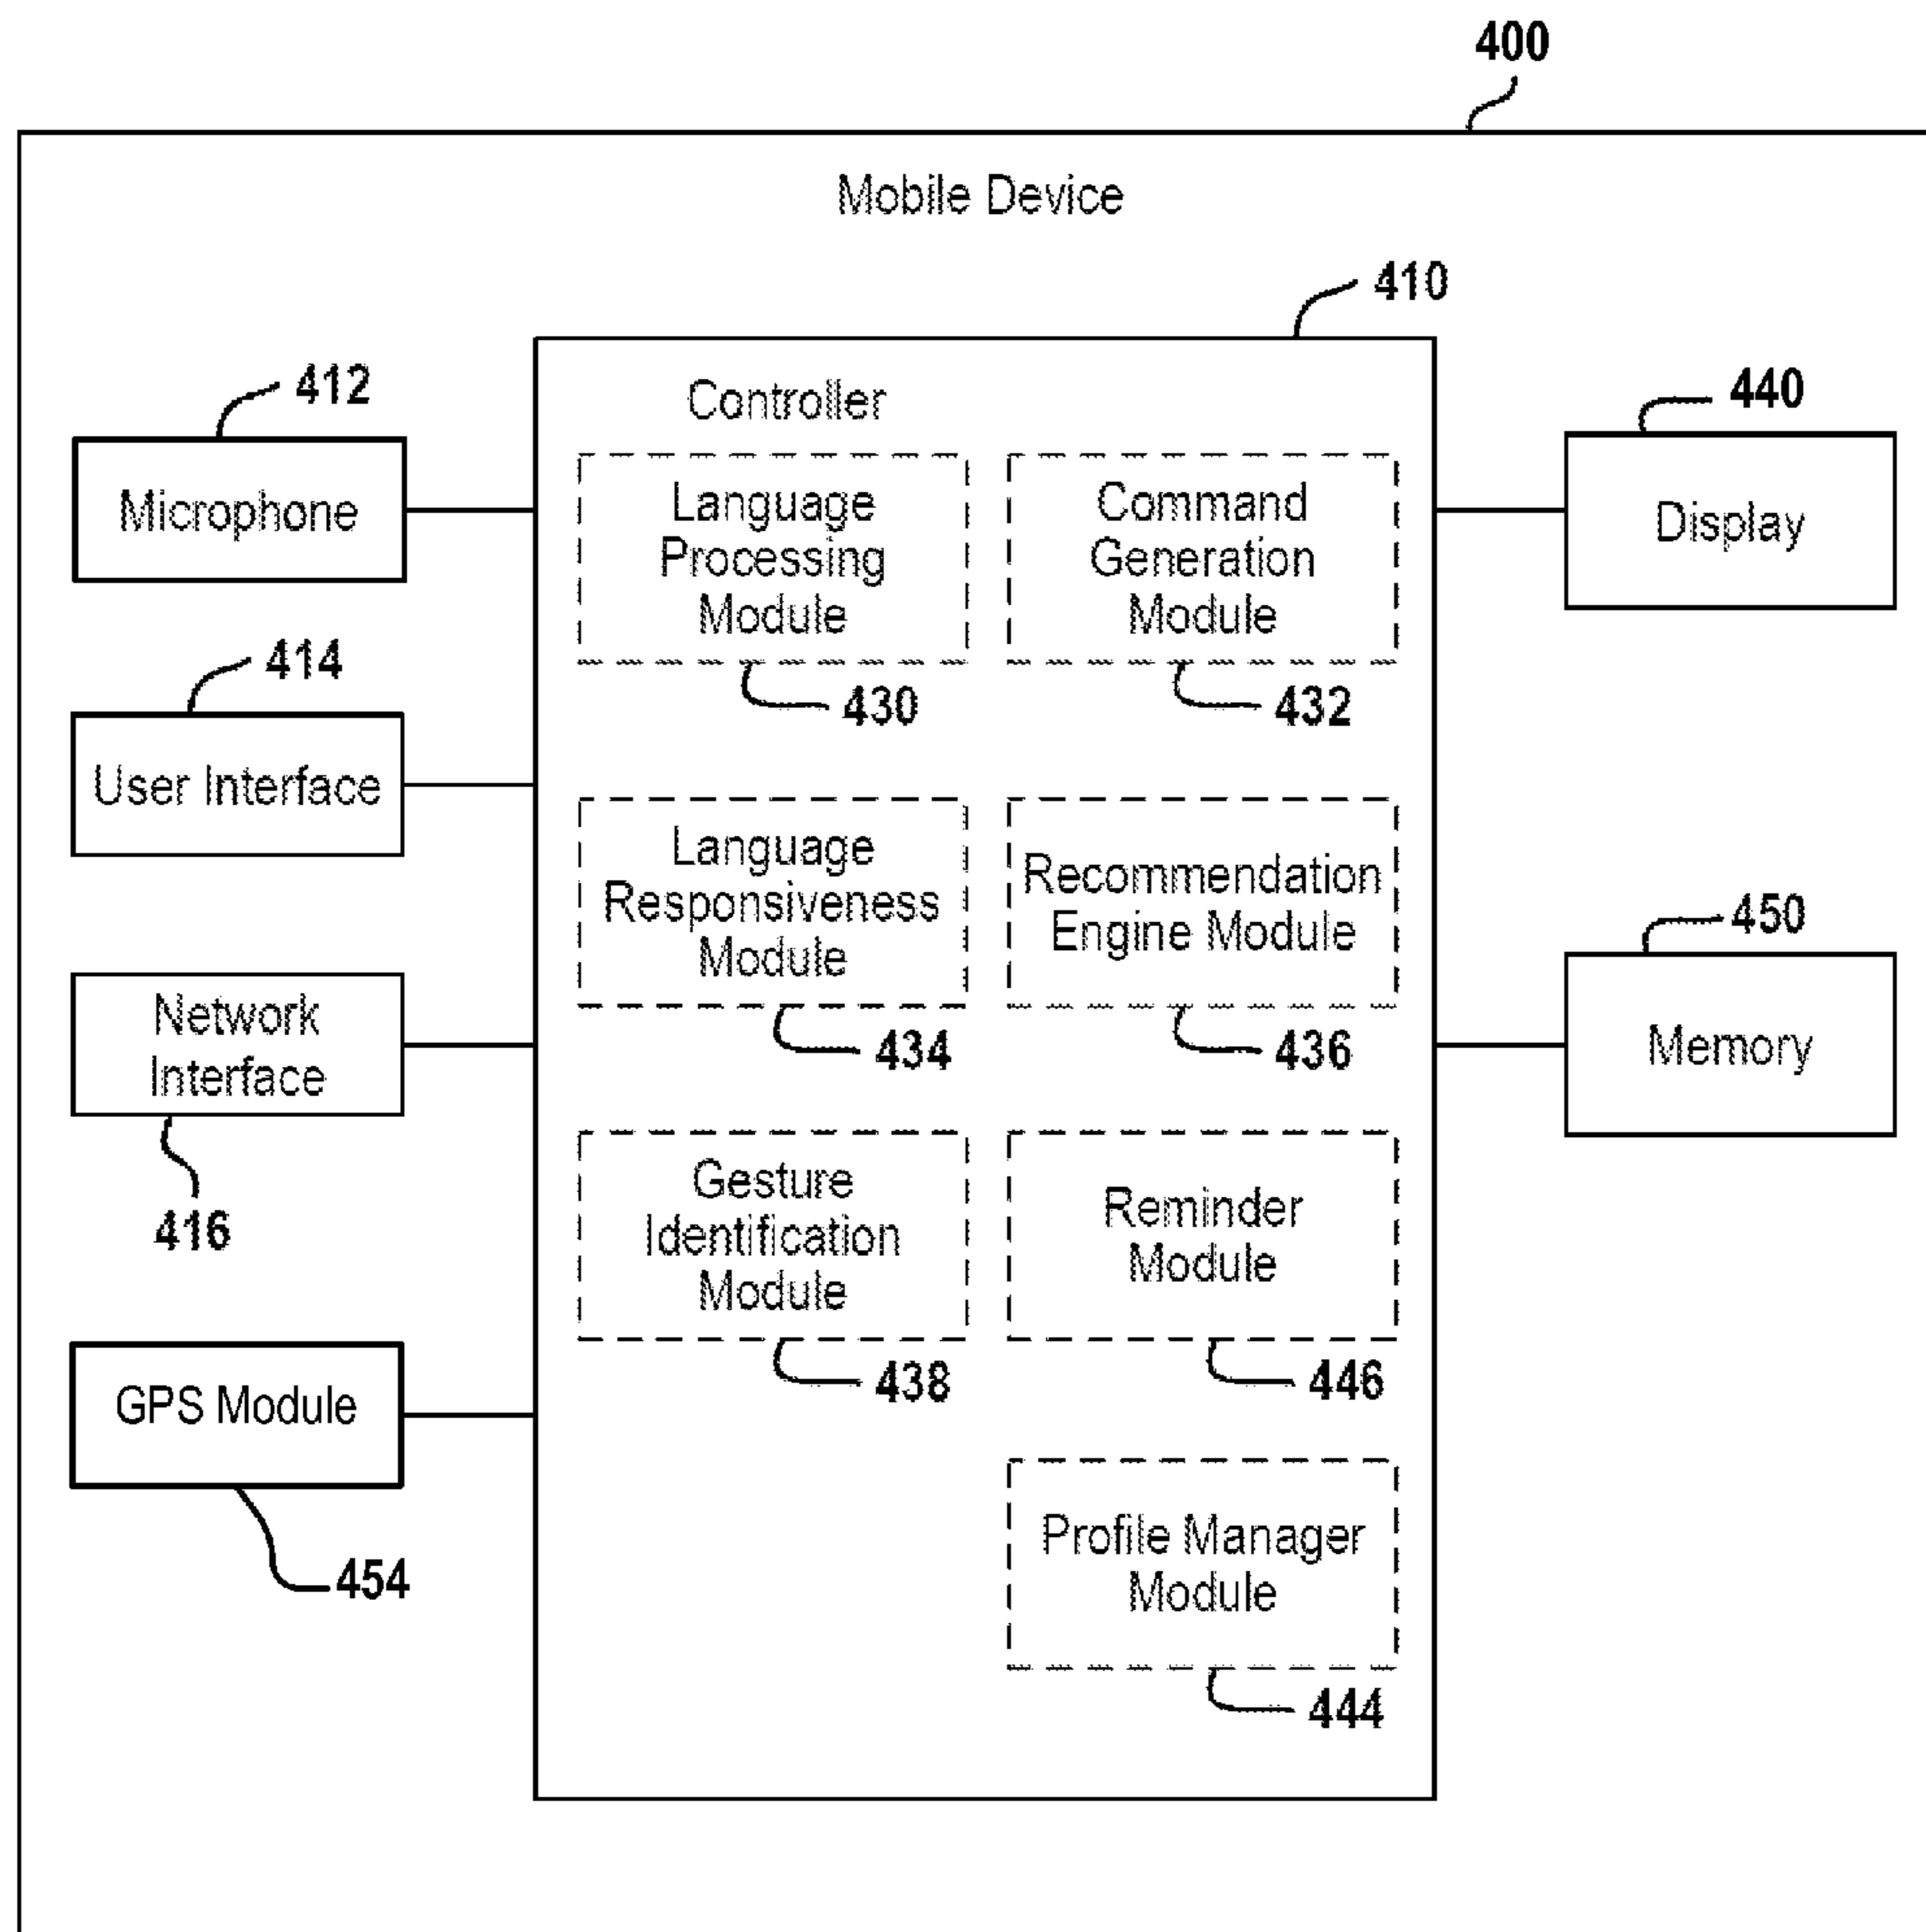 400
Mobile Device
410
412
Controller
440
Microphone
Language
Processing
Module
Command
Generation
Module
Display
430
432
414
User Interface
Language
Responsiveness
Module
Recommendation
Engine Module
450
434
436
Network
Interface
Memory
416
Gesture
Identification
Module
Reminder
Module
438
446
GPS Module
454
Profile Manager
Module
444